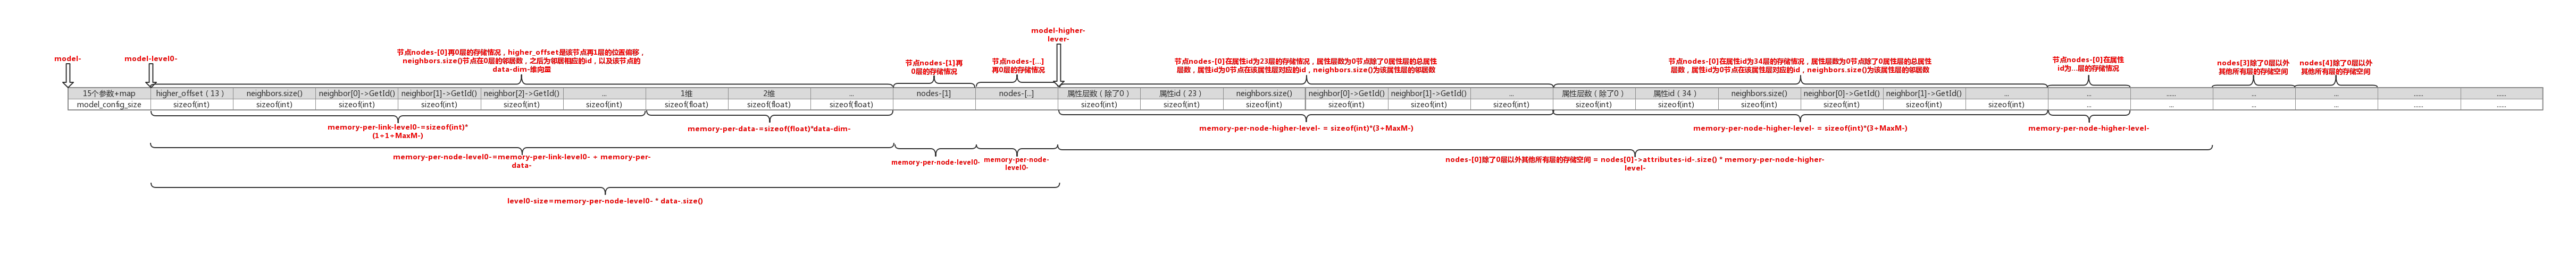 model-
model-level0-
节点nodes-[0]再0层的存储情况，higher_offset是该节点再1层的位置偏移，
neighbors.size()节点在0层的邻居数，之后为邻居相应的id，以及该节点的
data-dim-维向量
节点nodes-[1]再
0层的存储情况
节点nodes-[...]
再0层的存储情况
model-higher-
lever-
节点nodes-[0]在属性id为23层的存储情况，属性层数为0节点除了0属性层的总属性
层数，属性id为0节点在该属性层对应的id，neighbors.size()为该属性层的邻居数
节点nodes-[0]在属性id为34层的存储情况，属性层数为0节点除了0属性层的总属性
层数，属性id为0节点在该属性层对应的id，neighbors.size()为该属性层的邻居数
节点nodes-[0]在属性
id为...层的存储情况
nodes[3]除了0层以外
其他所有层的存储空间
nodes[4]除了0层以外
其他所有层的存储空间
15个参数+map higher_offset（13） neighbors.size() neighbor[0]->GetId() neighbor[1]->GetId() neighbor[2]->GetId() ... 1维 2维 ... nodes-[1] nodes-[..] 属性层数（除了0） 属性id（23） neighbors.size() neighbor[0]->GetId() neighbor[1]->GetId() ... 属性层数（除了0） 属性id（34） neighbors.size() neighbor[0]->GetId() neighbor[1]->GetId() ... ... ...... ... ... ...... ......
model_config_size sizeof(int) sizeof(int) sizeof(int) sizeof(int) sizeof(int) sizeof(int) sizeof(float) sizeof(float) sizeof(float) sizeof(int) sizeof(int) sizeof(int) sizeof(int) sizeof(int) sizeof(int) sizeof(int) sizeof(int) sizeof(int) sizeof(int) sizeof(int) sizeof(int) ... ... ... ... ...... ......
memory-per-link-level0-=sizeof(int)*
(1+1+MaxM-)
memory-per-data-=sizeof(float)*data-dim-
memory-per-node-higher-level- = sizeof(int)*(3+MaxM-)
memory-per-node-higher-level- = sizeof(int)*(3+MaxM-)
memory-per-node-higher-level-
memory-per-node-level0-=memory-per-link-level0- + memory-per-
data-
memory-per-node-level0-
memory-per-node-
level0-
nodes-[0]除了0层以外其他所有层的存储空间 = nodes[0]->attributes-id-.size() * memory-per-node-higher-
level-
level0-size=memory-per-node-level0- * data-.size()